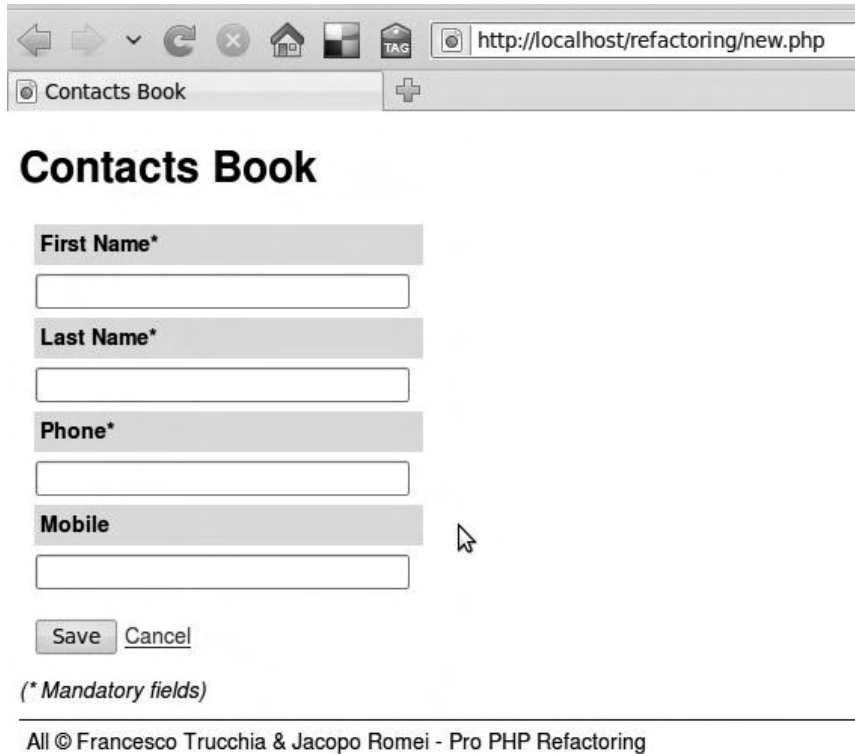 TAG
http://localhost/refactoring/new.php
Contacts Book
Contacts Book
First Name*
Last Name*
Phone*
Mobile
Save Cancel
(* Mandatory fields)
All © Francesco Trucchia & Jacopo Romei - Pro PHP Refactoring